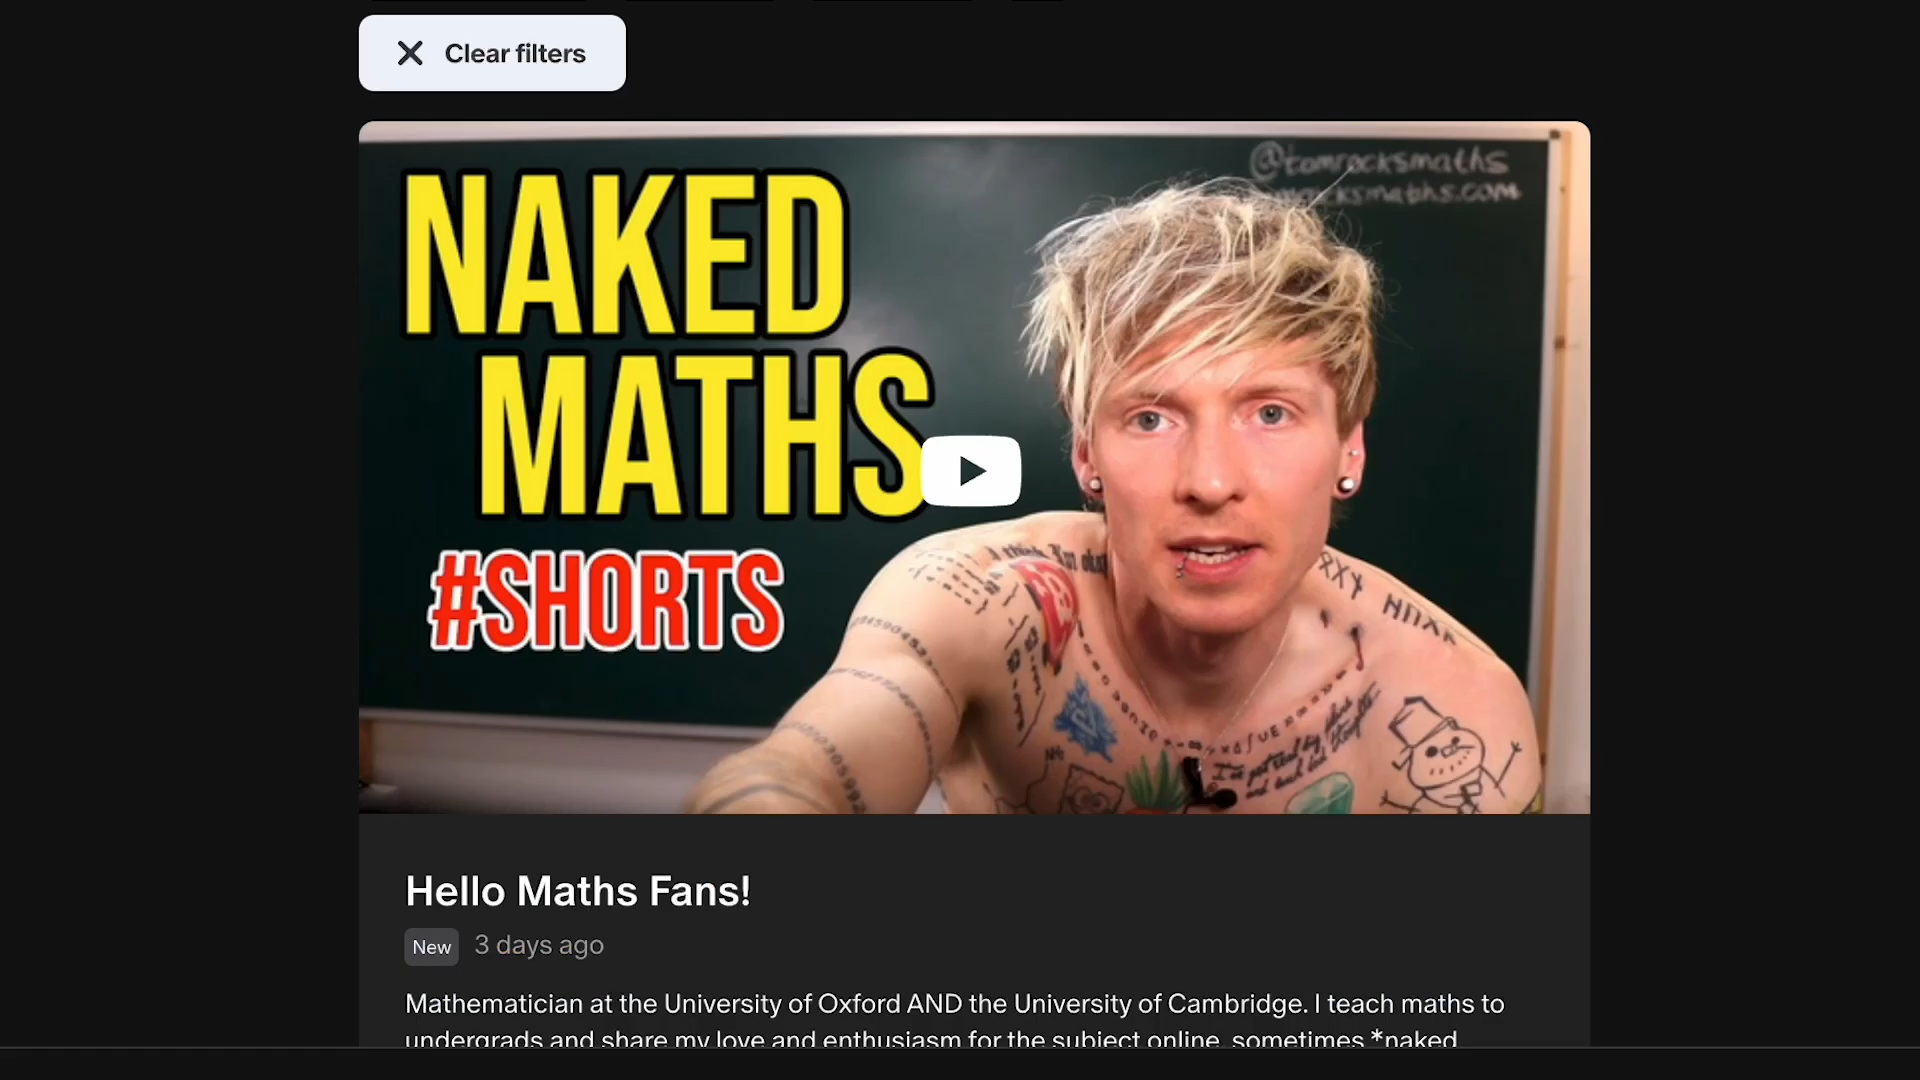 Clear filters
@tomrocksmaths
NAKED
MATHS
#SHORTS
Hello Maths Fans!
New 3 days ago
Mathematician at the University of Oxford AND the University of Cambridge. I teach maths to
undergrads and share my love and enthusiasm for the subject online, sometimes *naked